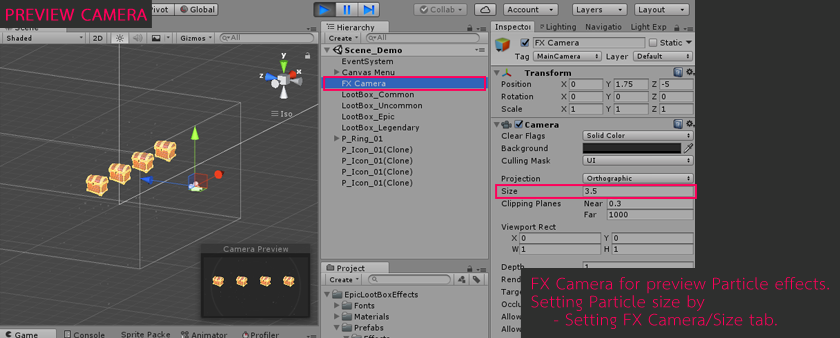 PREVIEW CAMERA
Pivot
Global
Collab
Account
Layers
Layout
Scene
Shaded
2D
Gizmos
All
y
z
x
Iso
Camera Preview
Game
Console
Sprite Packe
Animator
Profiler
Hierarchy
Create
All
Scene_Demo
EventSystem
Canvas Menu
FX Camera
LootBox_Common
LootBox_Uncommon
LootBox_Epic
LootBox_Legendary
P_Ring_01
P_Icon_01(Clone)
P_Icon_01(Clone)
P_Icon_01(Clone)
P_Icon_01(Clone)
Project
Create
EpicLootBoxEffects
Fonts
Materials
Prefabs
Inspector
Lighting
Navigatio
Light Exp
FX Camera
Static
Tag MainCamera Layer Default
Transform
Position X 0 Y 1.75 Z -5
Rotation X 0 Y 0 Z 0
Scale X 1 Y 1 Z 1
Camera
Clear Flags Solid Color
Background
Culling Mask UI
Projection Orthographic
Size 3.5
Clipping Planes Near 0.3
Far 1000
Viewport Rect
X 0 Y 0
W 1 H 1
Depth 1
FX Camera for preview Particle effects.
Setting Particle size by
- Setting FX Camera/Size tab.